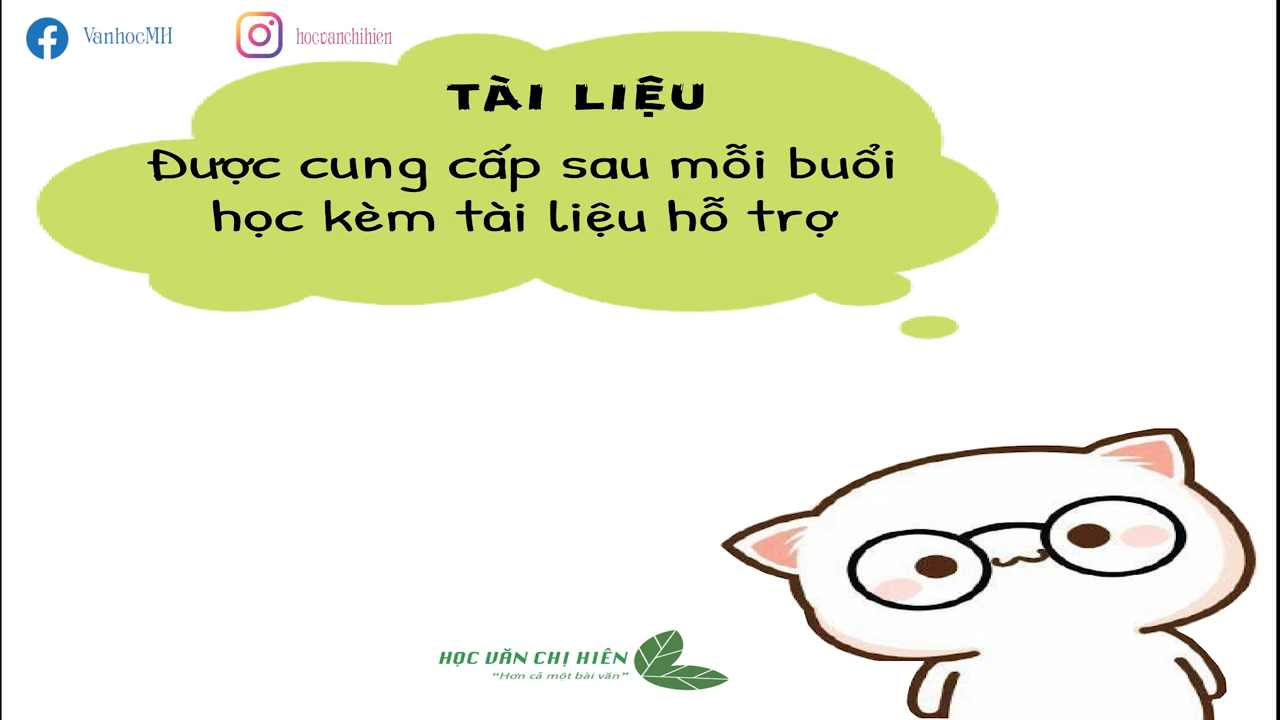 VanhocMH
hocvanchihien
TÀI LIỆU
Được cung cấp sau mỗi buổi
học kèm tài liệu hỗ trợ
HỌC VĂN CHỊ HIÊN
“Hơn cả một bài văn”